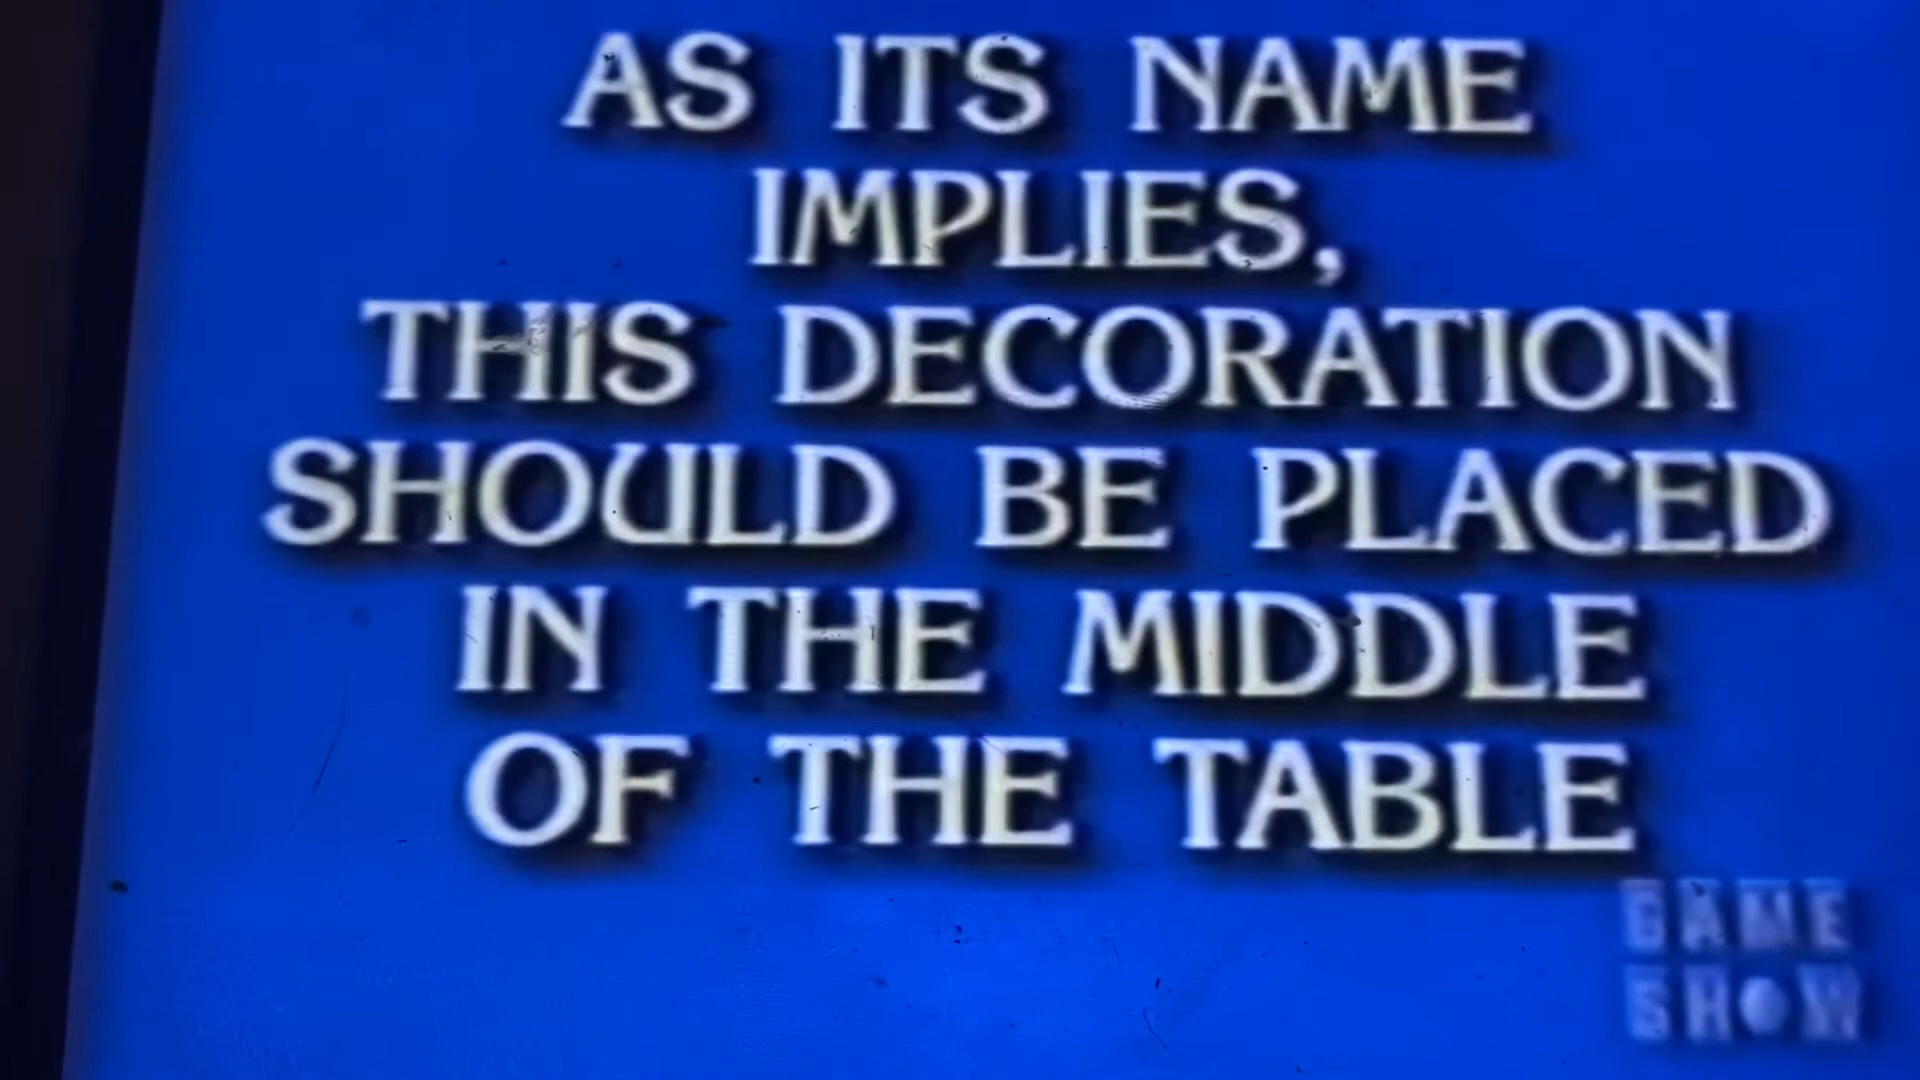 AS ITS NAME
IMPLIES,
THIS DECORATION
SHOULD BE PLACED
IN THE MIDDLE
OF THE TABLE
GAME
SHOW